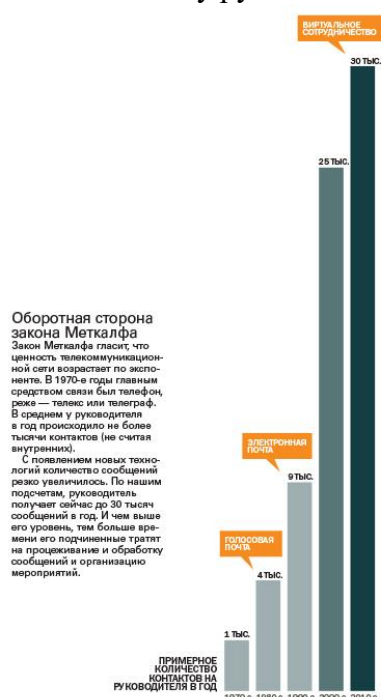 ВИРТУАЛЬНОЕ
СОТРУДНИЧЕСТВО
30 ТЫС.
25 ТЫС.
Оборотная сторона
закона Меткалфа
Закон Меткалфа гласит, что
ценность телекоммуникацион-
ной сети возрастает по экспо-
ненте. В 1970-е годы главным
средством связи был телефон,
реже — телекс или телеграф.
В среднем у руководителя
в год происходило не более
тысячи контактов (не считая
внутренних).
С появлением новых техно-
логий количество сообщений
резко увеличилось. По нашим
подсчетам, руководитель
получает сейчас до 30 тысяч
сообщений в год. И чем выше
его уровень, тем больше вре-
мени его подчиненные тратят
на процеживание и обработку
сообщений и организацию
мероприятий.
ЭЛЕКТРОННАЯ
ПОЧТА
9 ТЫС.
ГОЛОСОВАЯ
ПОЧТА
4 ТЫС.
1 ТЫС.
ПРИМЕРНОЕ
КОЛИЧЕСТВО
КОНТАКТОВ НА
РУКОВОДИТЕЛЯ В ГОД